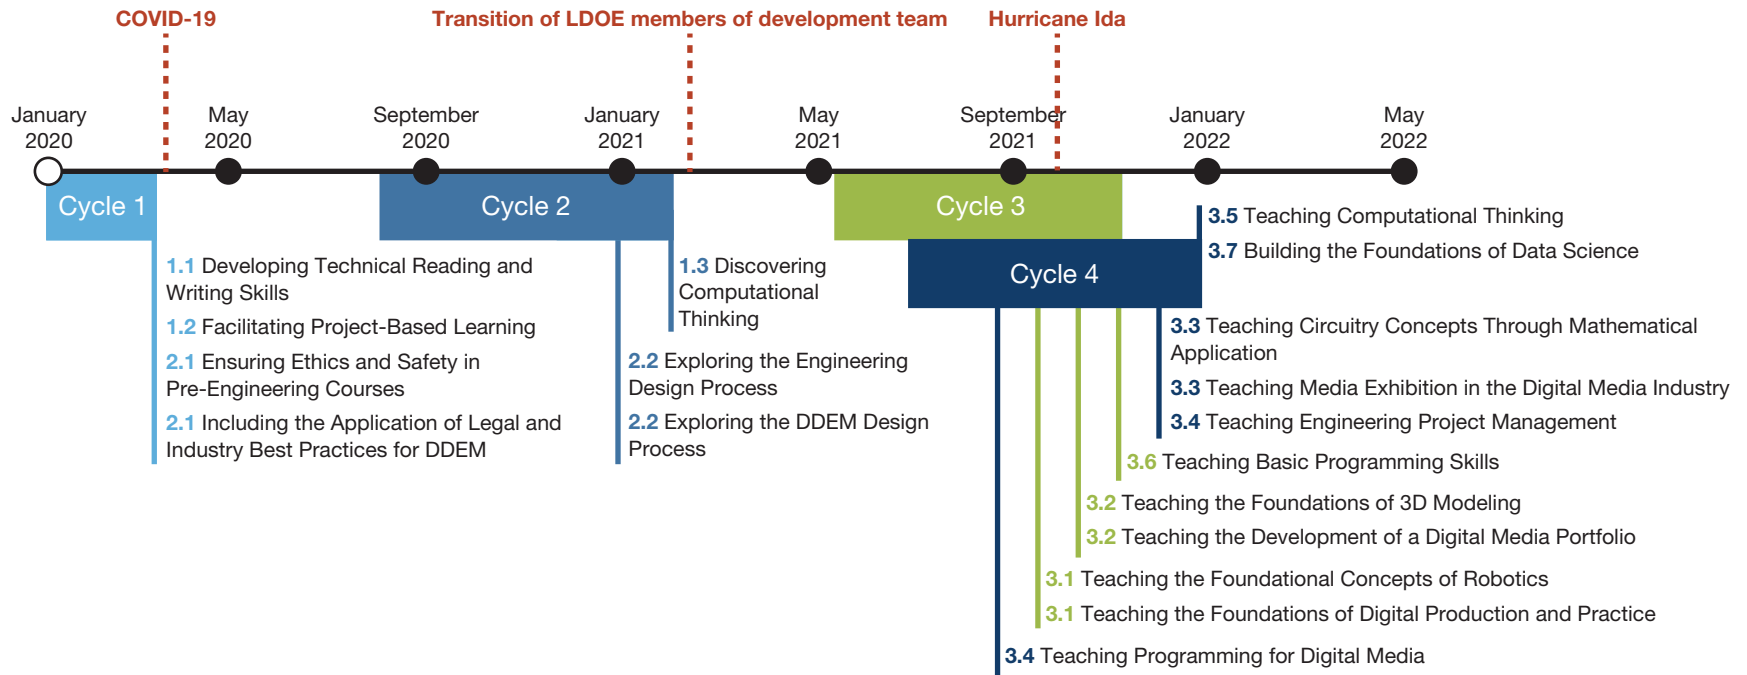 COVID-19
Transition of LDOE members of development team
Hurricane Ida
January
2020
May
2020
September
2020
January
2021
May
2021
September
2021
January
2022
May
2022
Cycle 1
Cycle 2
Cycle 3
Cycle 4
1.1 Developing Technical Reading and
Writing Skills
1.2 Facilitating Project-Based Learning
2.1 Ensuring Ethics and Safety in
Pre-Engineering Courses
2.1 Including the Application of Legal and
Industry Best Practices for DDEM
1.3 Discovering
Computational
Thinking
2.2 Exploring the Engineering
Design Process
2.2 Exploring the DDEM Design
Process
3.5 Teaching Computational Thinking
3.7 Building the Foundations of Data Science
3.3 Teaching Circuitry Concepts Through Mathematical
Application
3.3 Teaching Media Exhibition in the Digital Media Industry
3.4 Teaching Engineering Project Management
3.6 Teaching Basic Programming Skills
3.2 Teaching the Foundations of 3D Modeling
3.2 Teaching the Development of a Digital Media Portfolio
3.1 Teaching the Foundational Concepts of Robotics
3.1 Teaching the Foundations of Digital Production and Practice
3.4 Teaching Programming for Digital Media